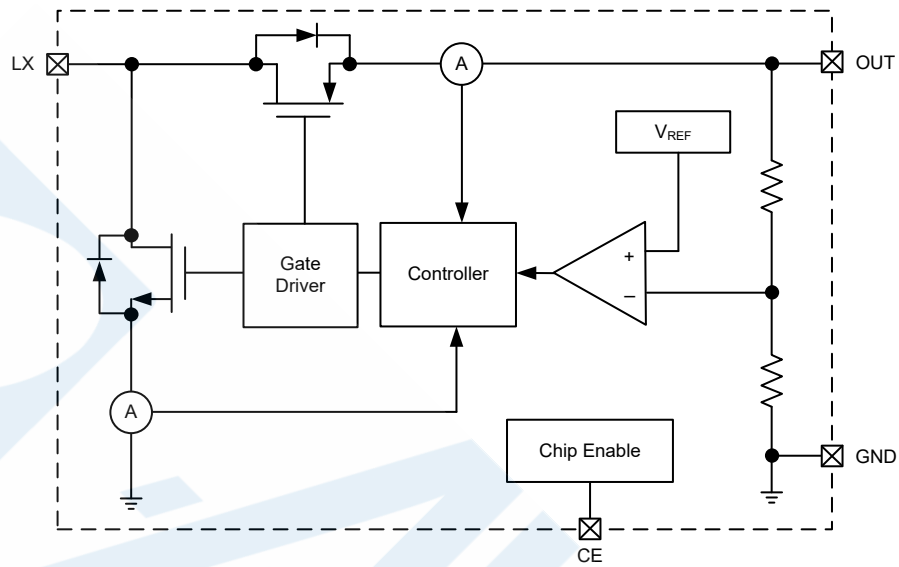 LX
A
OUT
VREF
Gate
Driver
Controller
+
–
A
Chip Enable
GND
CE